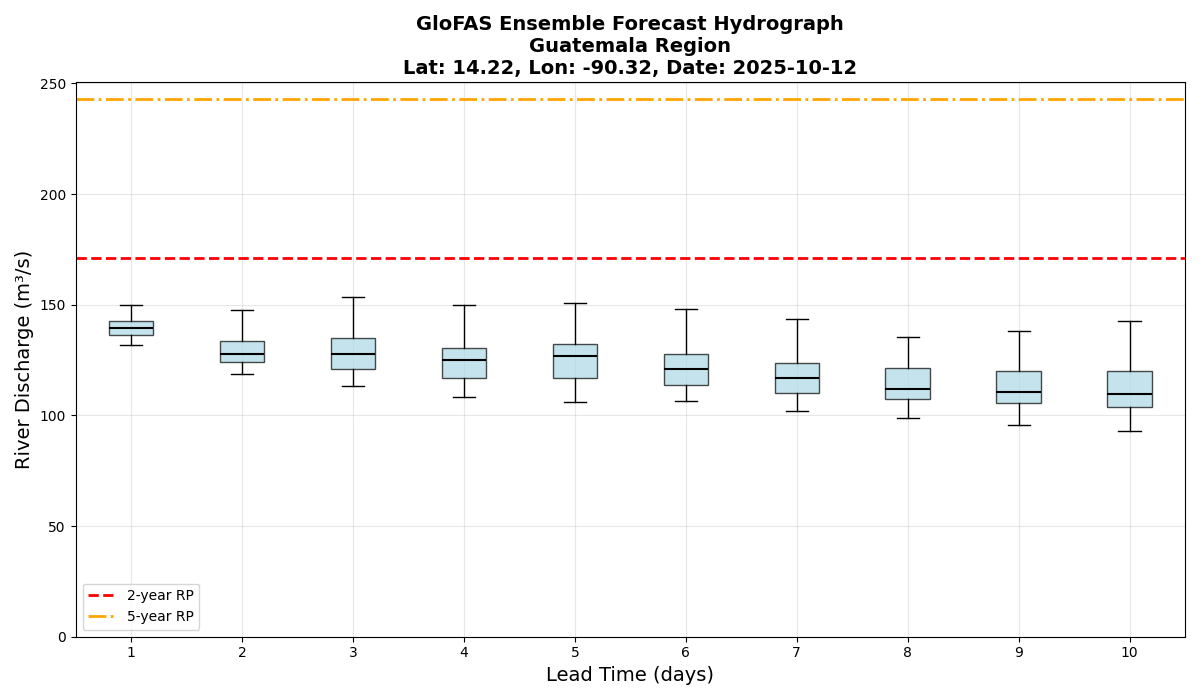 GloFAS Ensemble Forecast Hydrograph
Guatemala Region
Lat: 14.22, Lon: -90.32, Date: 2025-10-12
River Discharge (m³/s)
250
200
150
100
50
0
2-year RP
5-year RP
1 2 3 4 5 6 7 8 9 10
Lead Time (days)